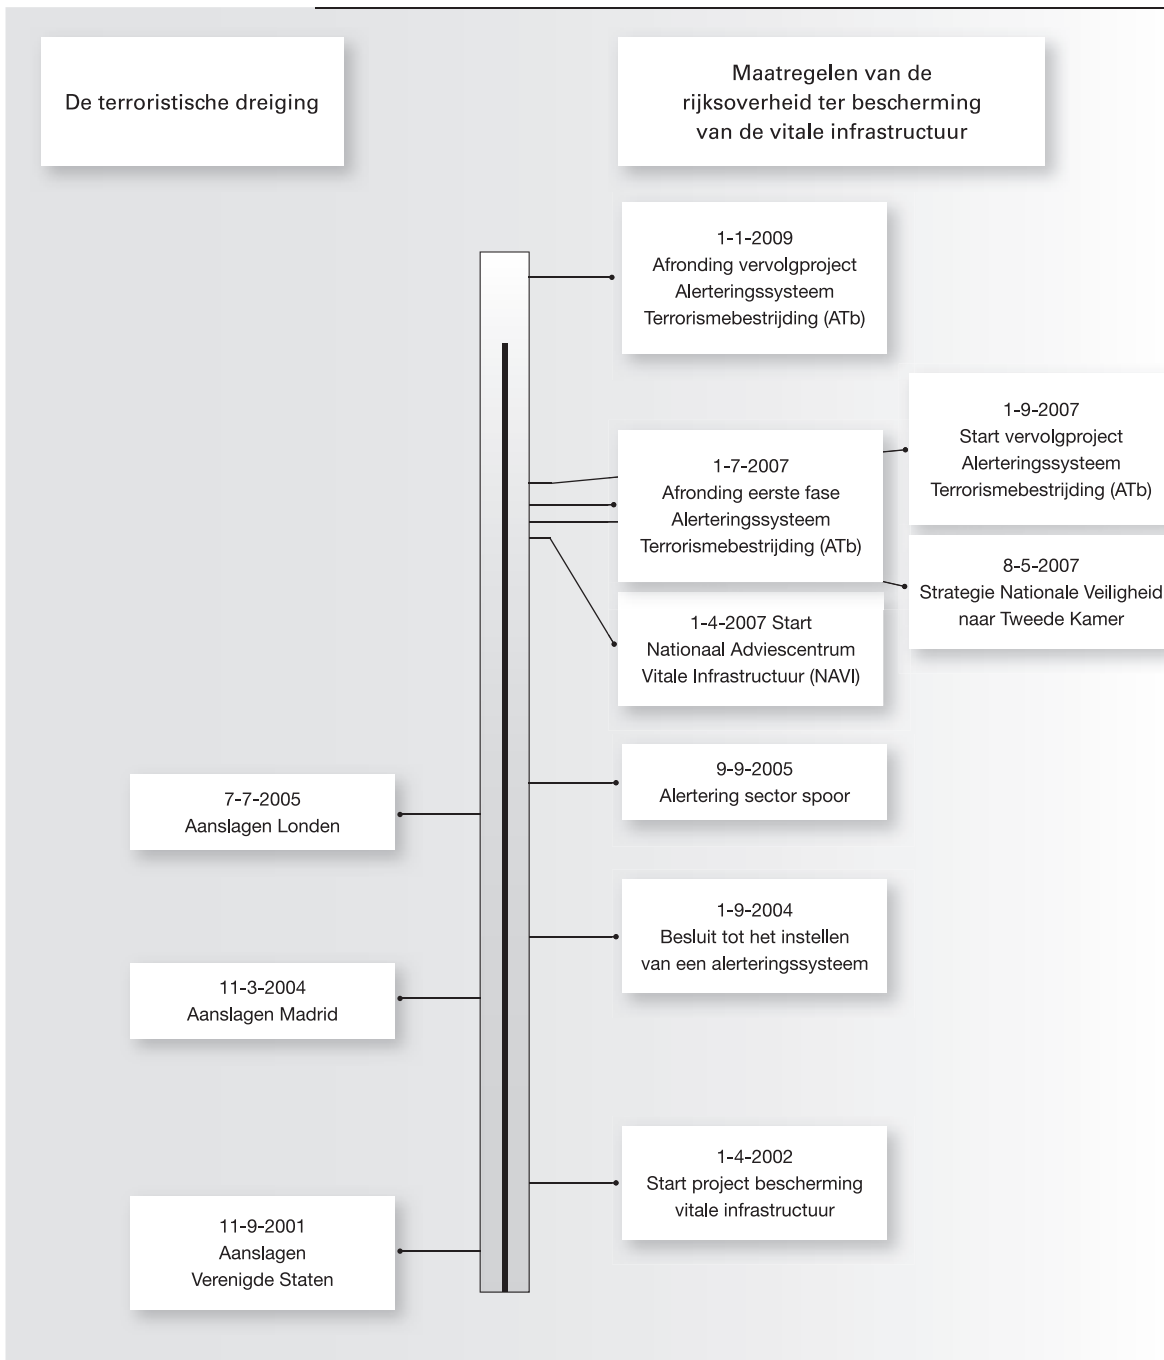 De terroristische dreiging
Maatregelen van de
rijksoverheid ter bescherming
van de vitale infrastructuur
1-1-2009
Afronding vervolgproject
Alerteringssysteem
Terrorismebestrijding (ATb)
1-9-2007
Start vervolgproject
Alerteringssysteem
Terrorismebestrijding (ATb)
1-7-2007
Afronding eerste fase
Alerteringssysteem
Terrorismebestrijding (ATb)
8-5-2007
Strategie Nationale Veiligheid
naar Tweede Kamer
1-4-2007 Start
Nationaal Adviescentrum
Vitale Infrastructuur (NAVI)
9-9-2005
Alertering sector spoor
7-7-2005
Aanslagen Londen
1-9-2004
Besluit tot het instellen
van een alerteringssysteem
11-3-2004
Aanslagen Madrid
1-4-2002
Start project bescherming
vitale infrastructuur
11-9-2001
Aanslagen
Verenigde Staten